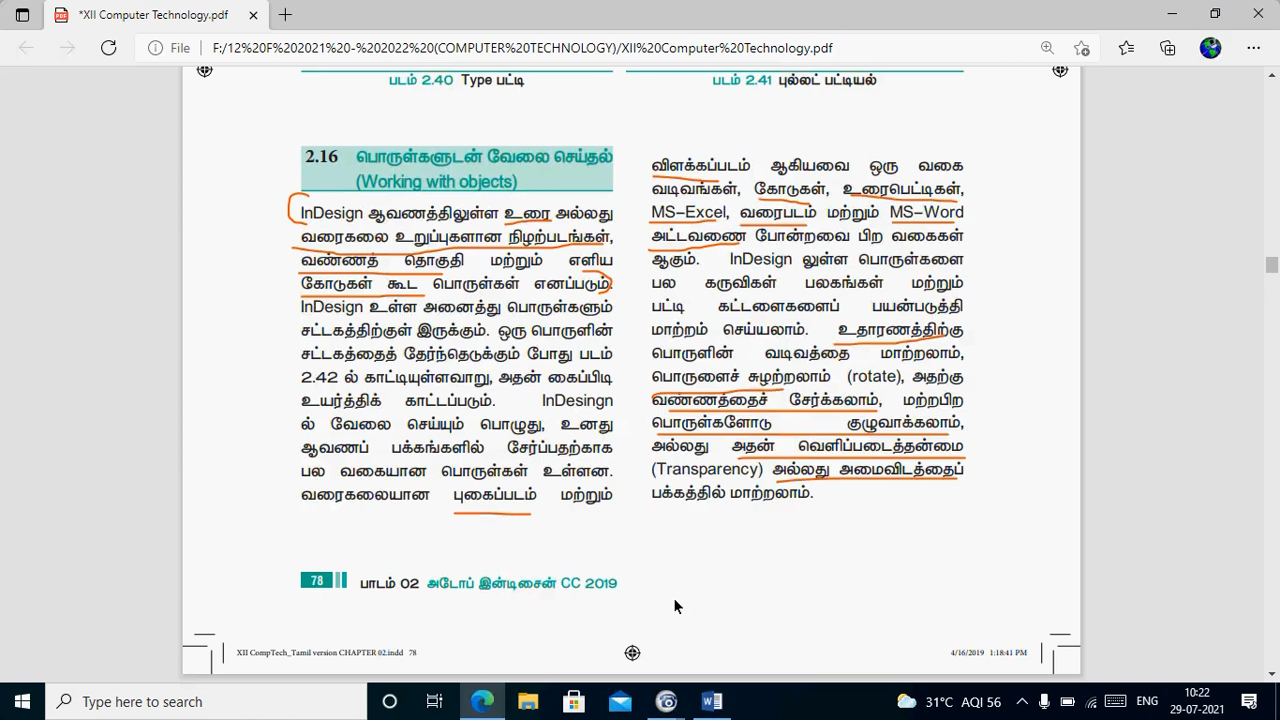 *XII Computer Technology.pdf
File
F:/12%20F%202021%20-%202022%20(COMPUTER%20TECHNOLOGY)/XII%20Computer%20Technology.pdf
படம் 2.40 Type பட்டி
படம் 2.41 புல்லட் பட்டியல்
2.16 பொருள்களுடன் வேலை செய்தல்
(Working with objects)
InDesign ஆவணத்திலுள்ள உரை அல்லது
வரைகலை உறுப்புகளான நிழற்படங்கள்,
வண்ணத் தொகுதி மற்றும் எளிய
கோடுகள் கூட பொருள்கள் எனப்படும்.
InDesign உள்ள அனைத்து பொருள்களும்
சட்டகத்திற்குள் இருக்கும். ஒரு பொருளின்
சட்டகத்தைத் தேர்ந்தெடுக்கும் போது படம்
2.42 ல் காட்டியுள்ளவாறு, அதன் கைப்பிடி
உயர்த்திக் காட்டப்படும். InDesingn
ல் வேலை செய்யும் பொழுது, உனது
ஆவணப் பக்கங்களில் சேர்ப்பதற்காக
பல வகையான பொருள்கள் உள்ளன.
வரைகலையான புகைப்படம் மற்றும்
விளக்கப்படம் ஆகியவை ஒரு வகை
வடிவங்கள், கோடுகள், உரைபெட்டிகள்,
MS-Excel, வரைபடம் மற்றும் MS-Word
அட்டவணை போன்றவை பிற வகைகள்
ஆகும். InDesign லுள்ள பொருள்களை
பல கருவிகள் பலகங்கள் மற்றும்
பட்டி கட்டளைகளைப் பயன்படுத்தி
மாற்றம் செய்யலாம். உதாரணத்திற்கு
பொருளின் வடிவத்தை மாற்றலாம்,
பொருளைச் சுழற்றலாம் (rotate), அதற்கு
வண்ணத்தைச் சேர்க்கலாம், மற்றபிற
பொருள்களோடு குழுவாக்கலாம்,
அல்லது அதன் வெளிப்படைத்தன்மை
(Transparency) அல்லது அமைவிடத்தைப்
பக்கத்தில் மாற்றலாம்.
78 பாடம் 02 அடோப் இன்டிசைன் CC 2019
XII CompTech_Tamil version CHAPTER 02.indd 78
4/16/2019 1:18:41 PM
Type here to search
31°C AQI 56
ENG
10:22
29-07-2021